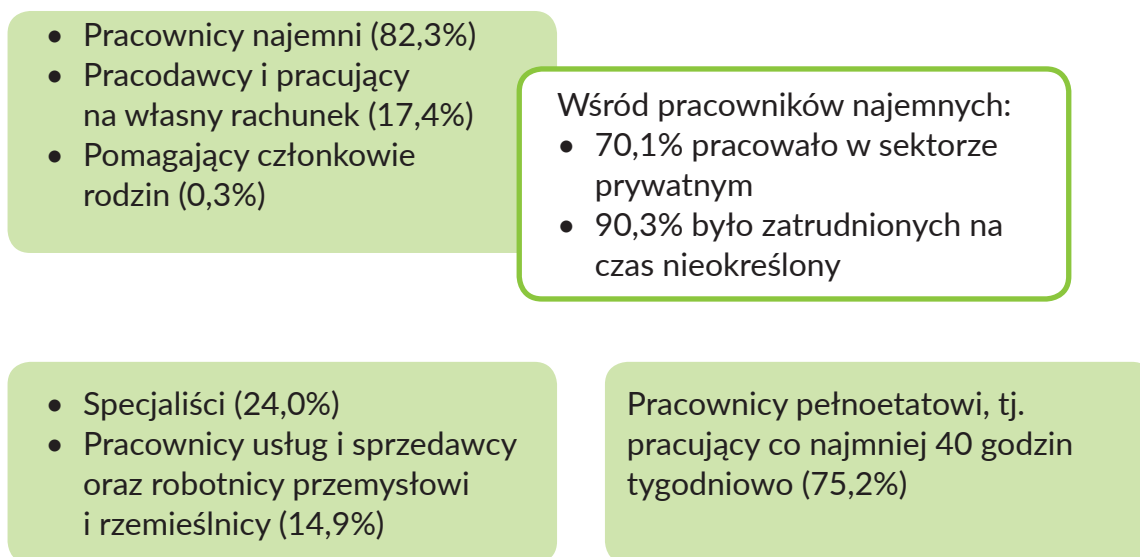 • Pracownicy najemni (82,3%)
• Pracodawcy i pracujący
na własny rachunek (17,4%)
• Pomagający członkowie
rodzin (0,3%)
Wśród pracowników najemnych:
• 70,1% pracowało w sektorze
prywatnym
• 90,3% było zatrudnionych na
czas nieokreślony
• Specjaliści (24,0%)
• Pracownicy usług i sprzedawcy
oraz robotnicy przemysłowi
i rzemieślnicy (14,9%)
Pracownicy pełnoetatowi, tj.
pracujący co najmniej 40 godzin
tygodniowo (75,2%)